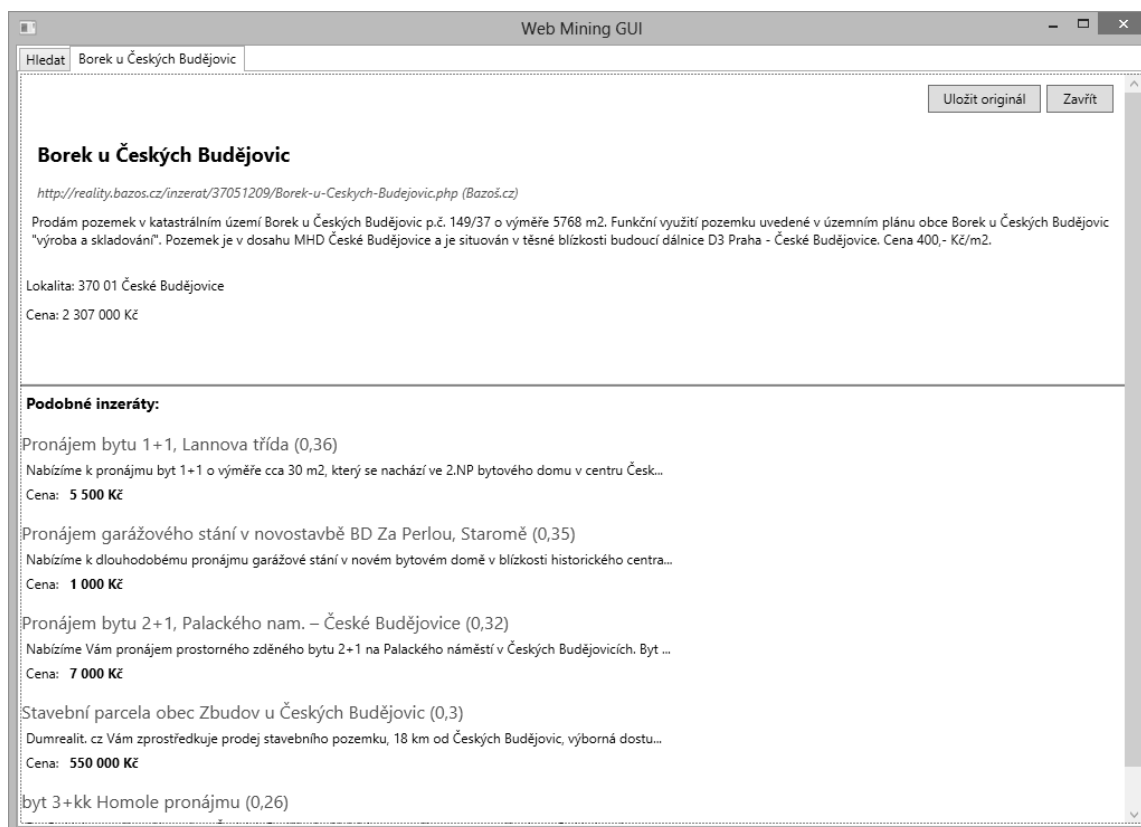 Web Mining GUI
Hledat
Borek u Českých Budějovic
Uložit originál
Zavřít
Borek u Českých Budějovic
http://reality.bazos.cz/inzerat/37051209/Borek-u-Ceskych-Budejovic.php (Bazoš.cz)
Prodám pozemek v katastrálním území Borek u Českých Budějovic p.č. 149/37 o výměře 5768 m2. Funkční využití pozemku uvedené v územním plánu obce Borek u Českých Budějovic
"výroba a skladování". Pozemek je v dosahu MHD České Budějovice a je situován v těsné blízkosti budoucí dálnice D3 Praha - České Budějovice. Cena 400,- Kč/m2.
Lokalita: 370 01 České Budějovice
Cena: 2 307 000 Kč
Podobné inzeráty:
Pronájem bytu 1+1, Lannova třída (0,36)
Nabízíme k pronájmu byt 1+1 o výměře cca 30 m2, který se nachází ve 2.NP bytového domu v centru Česk...
Cena: 5 500 Kč
Pronájem garážového stání v novostavbě BD Za Perlou, Staromě (0,35)
Nabízíme k dlouhodobému pronájmu garážové stání v novém bytovém domě v blízkosti historického centra...
Cena: 1 000 Kč
Pronájem bytu 2+1, Palackého nam. – České Budějovice (0,32)
Nabízíme Vám pronájem prostorného zděného bytu 2+1 na Palackého náměstí v Českých Budějovicích. Byt ...
Cena: 7 000 Kč
Stavební parcela obec Zbudov u Českých Budějovic (0,3)
Dumrealit. cz Vám zprostředkuje prodej stavebního pozemku, 18 km od Českých Budějovic, výborná dostu...
Cena: 550 000 Kč
byt 3+kk Homole pronájmu (0,26)